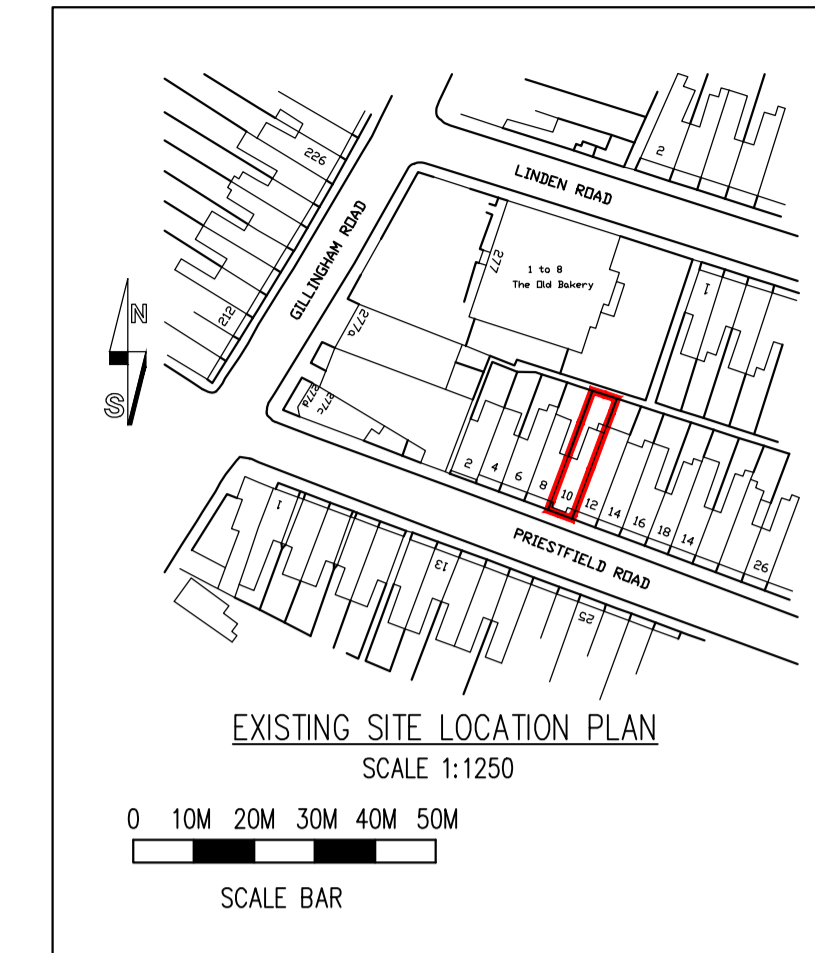 226
2
LINDEN ROAD
GILLINGHAM ROAD
277
1 to 8
The Old Bakery
1
N
S
212
277a
277d
277c
2
4
6
8
10
12
14
16
18
14
26
1
13
PRIESTFIELD ROAD
25
EXISTING SITE LOCATION PLAN
SCALE 1:1250
0 10M 20M 30M 40M 50M
SCALE BAR